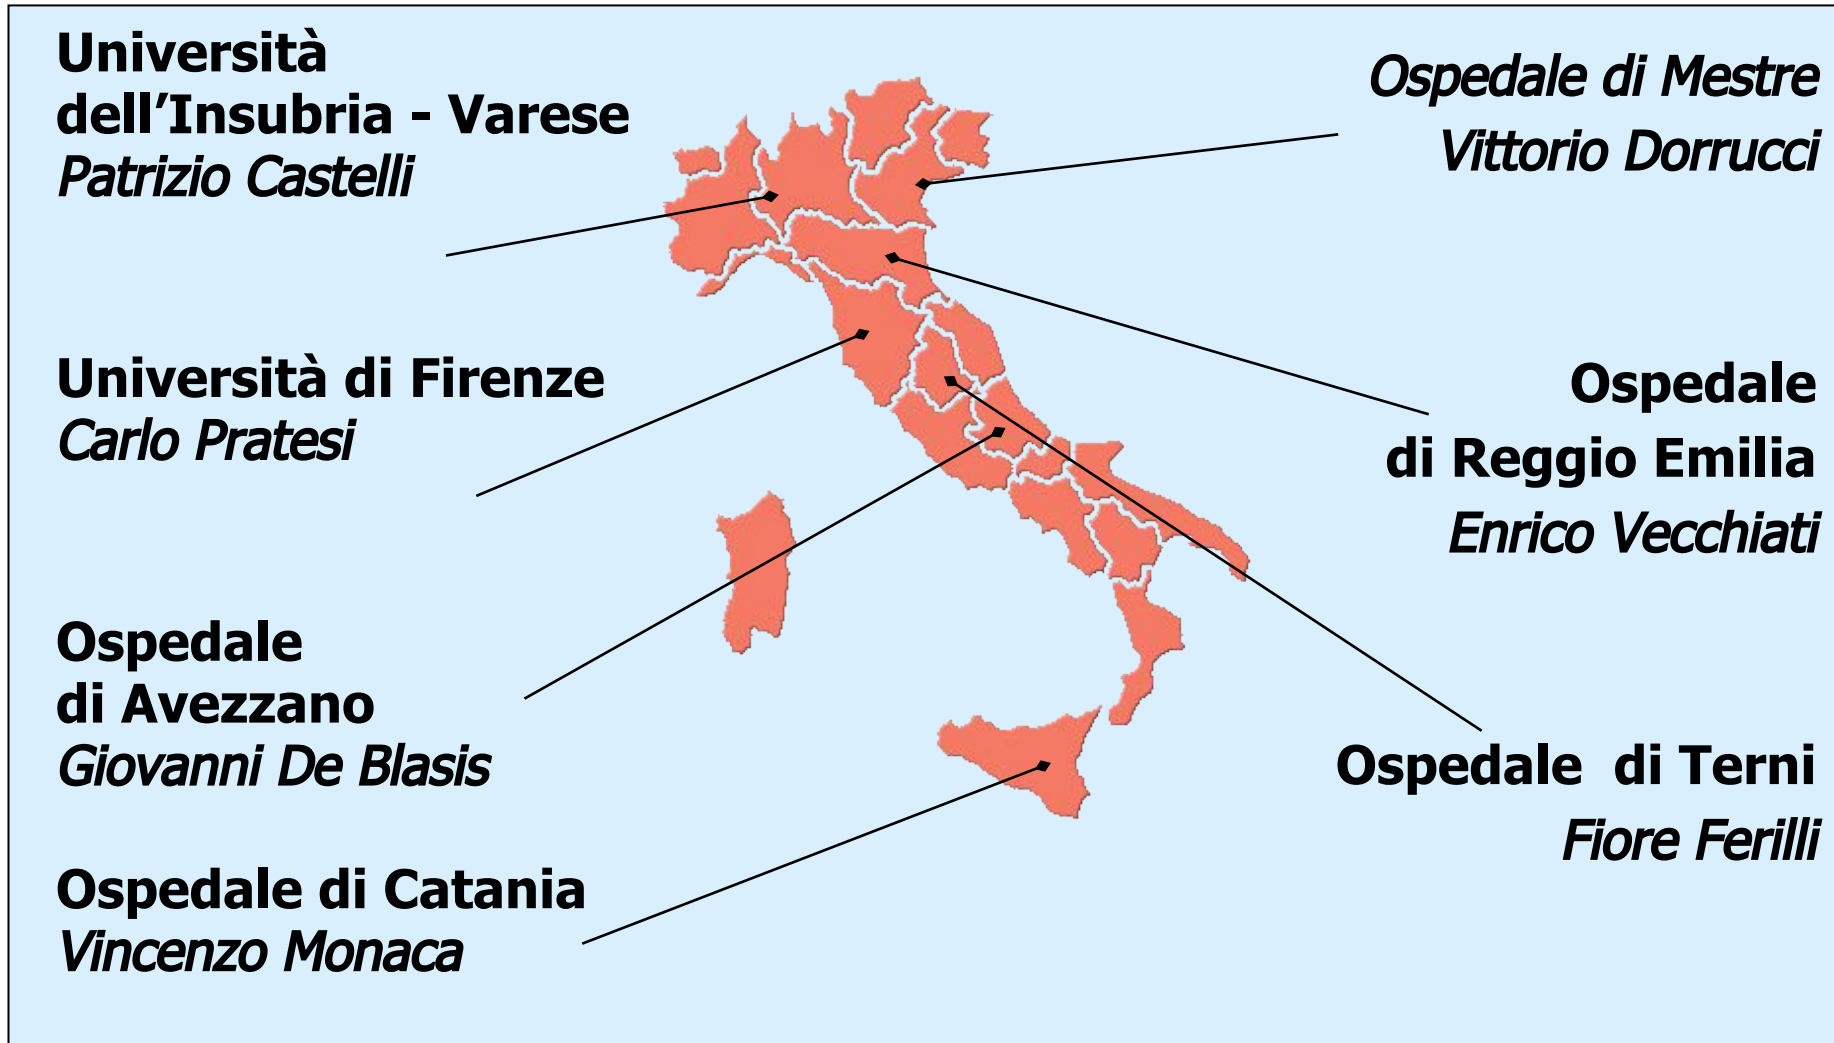 Università
dell'Insubria - Varese
Patrizio Castelli
Università di Firenze
Carlo Pratesi
Ospedale
di Avezzano
Giovanni De Blasis
Ospedale di Catania
Vincenzo Monaca
Ospedale di Mestre
Vittorio Dorrucci
Ospedale
di Reggio Emilia
Enrico Vecchiati
Ospedale  di Terni
Fiore Ferilli